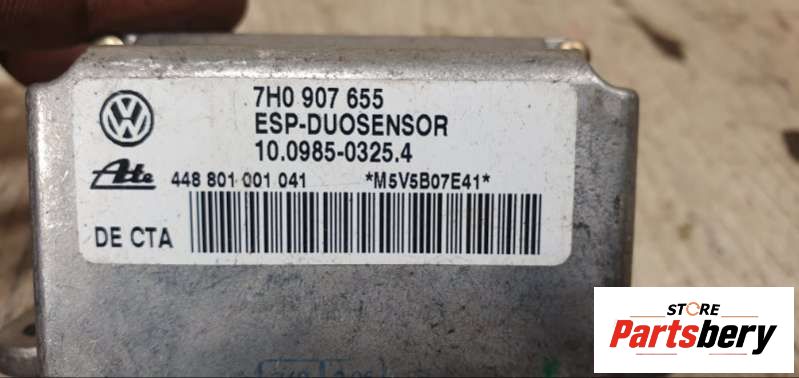 7H0 907 655
ESP-DUOSENSOR
10.0985-0325.4
Ate 448 801 001 041 *M5V5B07E41*
DE CTA
STORE
Partsbery